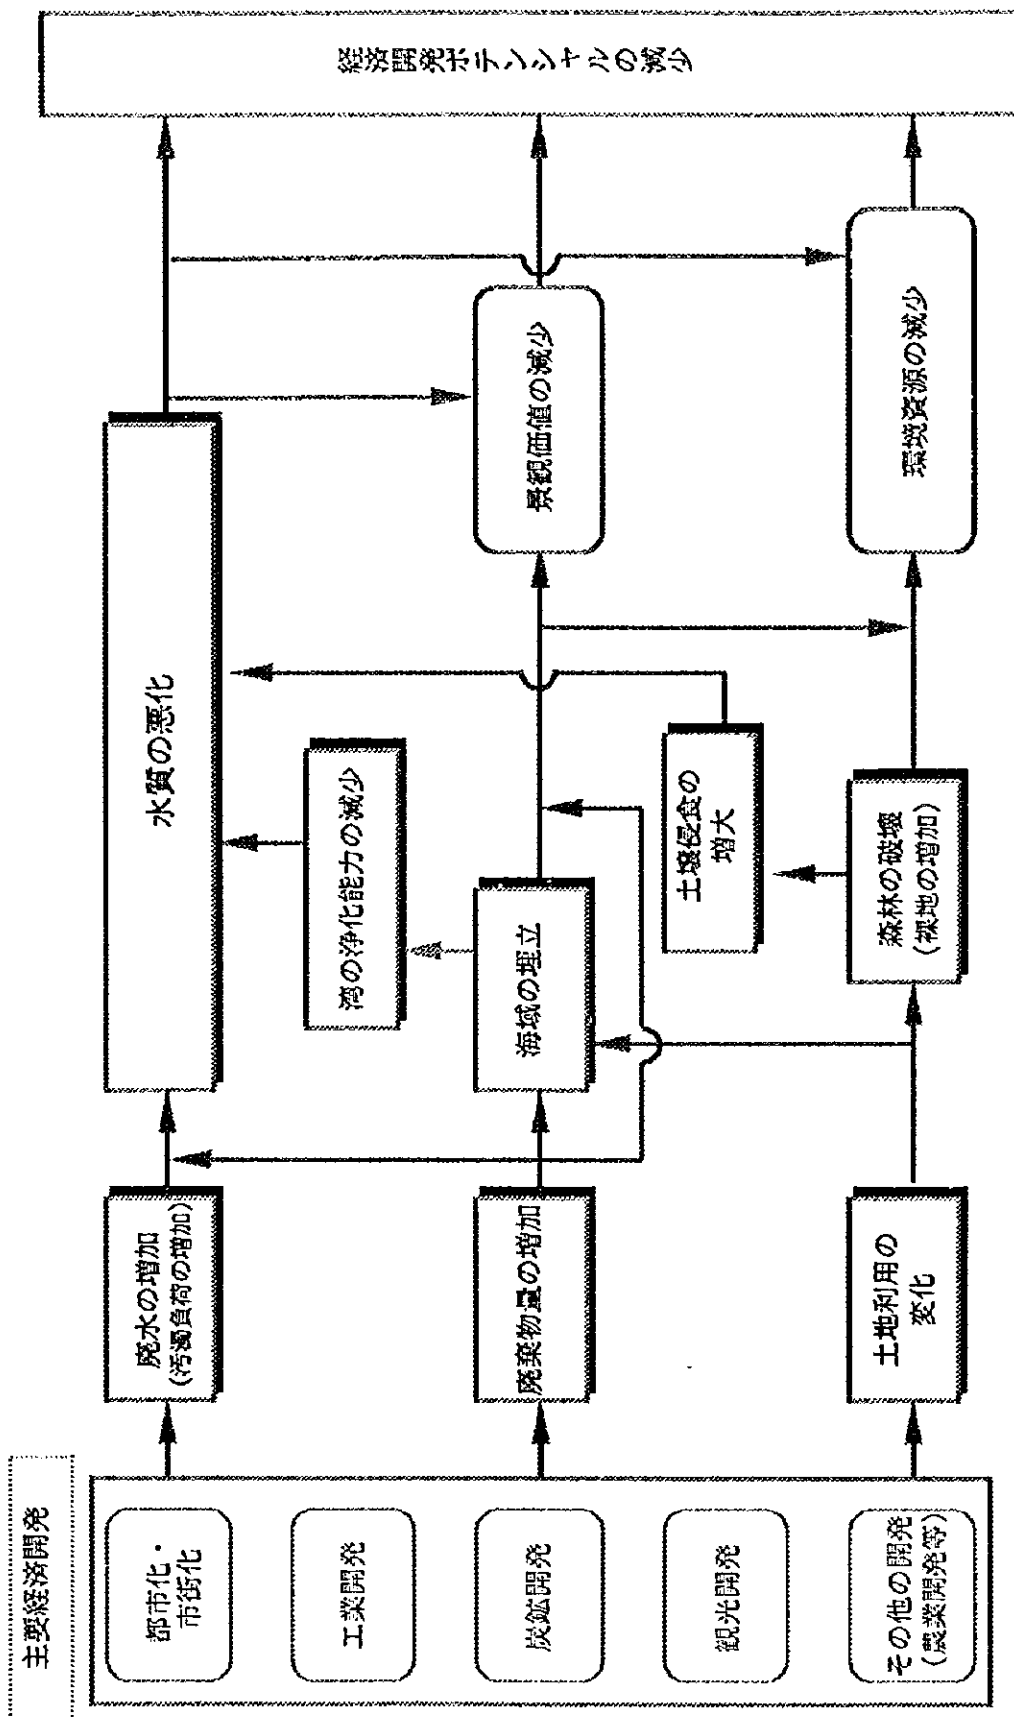 主要経済開発
都市化・
市街化
工業開発
炭鉱開発
観光開発
その他の開発
(農業開発等)
廃水の増加
(汚濁負荷の増加)
廃棄物量の増加
土地利用の
変化
水質の悪化
湾の浄化能力の減少
海域の埋立
土壌侵食の
増大
森林の破壊
(裸地の増加)
景観価値の減少
環境資源の減少
経済開発ポテンシャルの減少